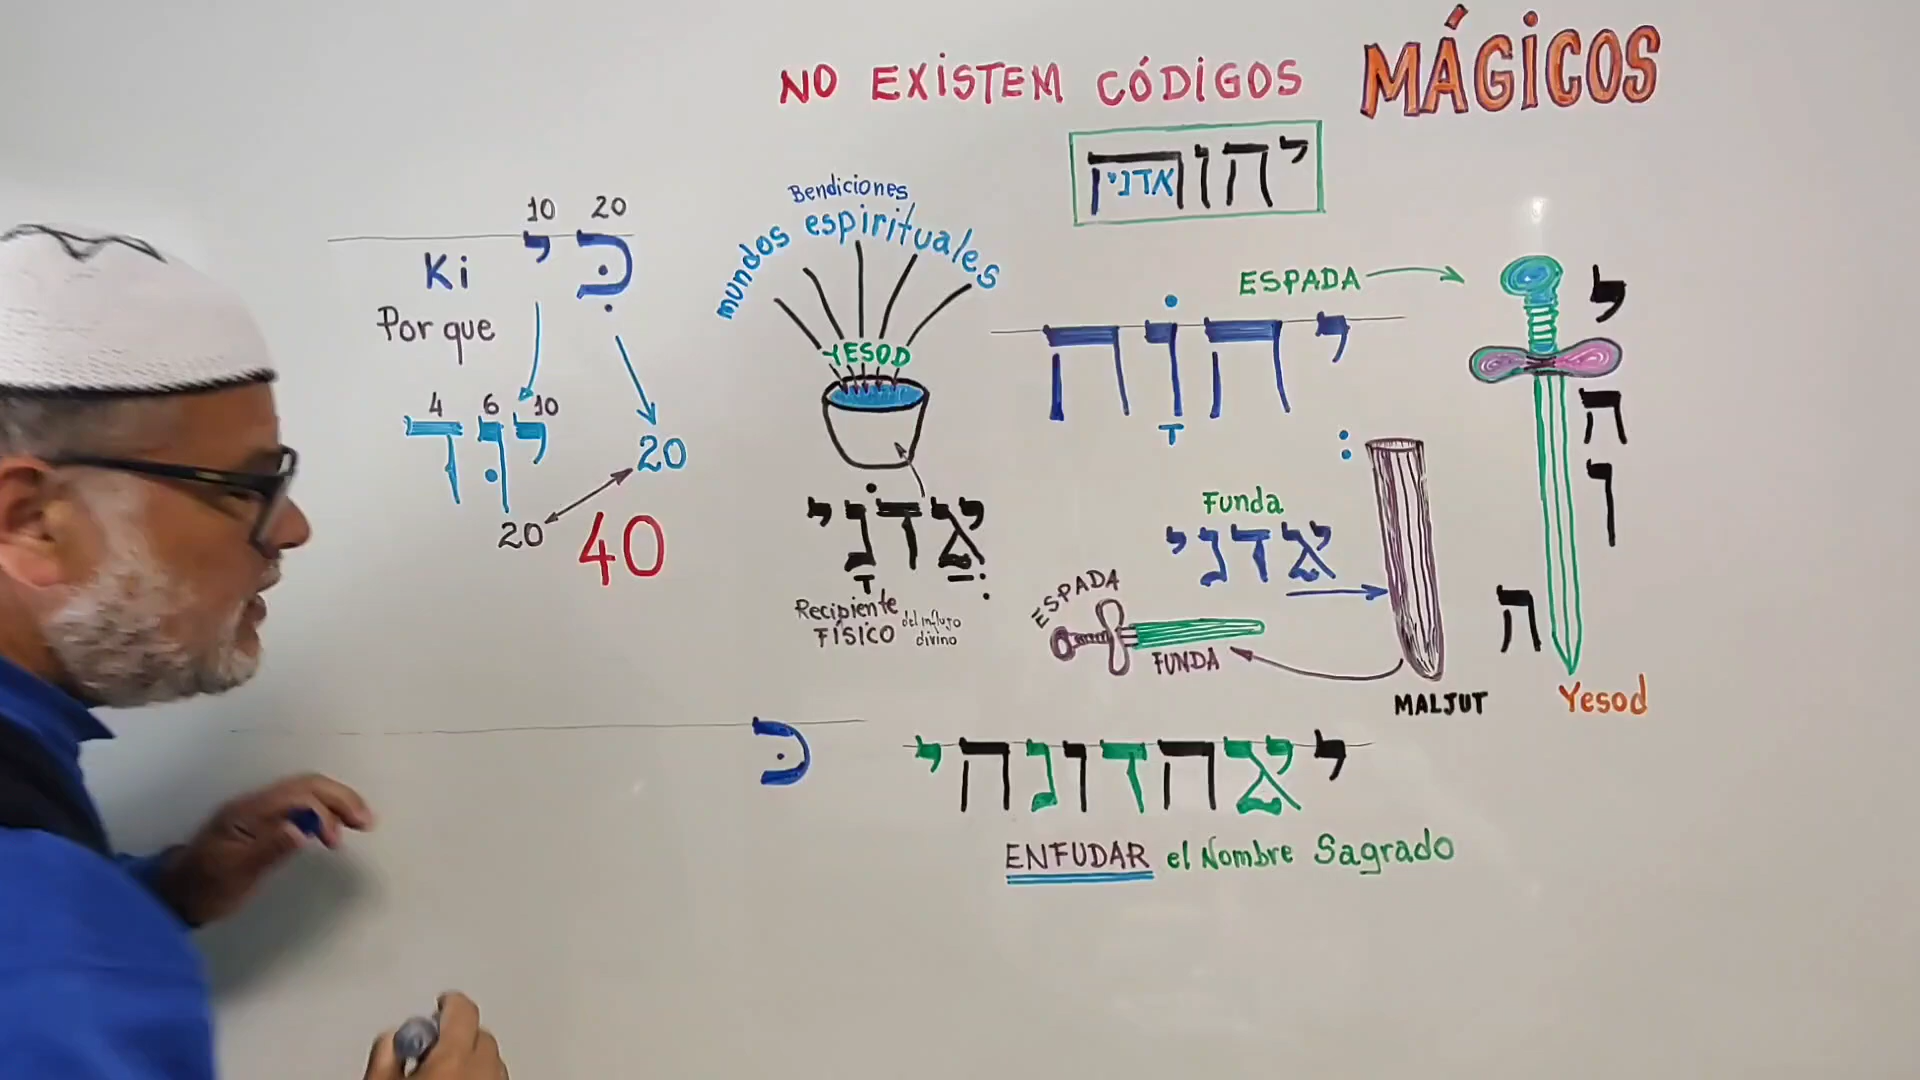 NO EXISTEM CÓDIGOS MÁGICOS
יהוה
אדני
10 20
כִּי
Ki
Por que
4 6 10
יוּד
20
20
40
Bendiciones
mundos espirituales
YESOD
אֲדֹנָי
Recipiente
FÍSICO
del influjo
divino
ESPADA
יהוה
Funda
אדני
ESPADA
FUNDA
MALJUT
י
ה
ו
ה
Yesod
כּ
יאהדונהי
ENFUDAR el Nombre Sagrado